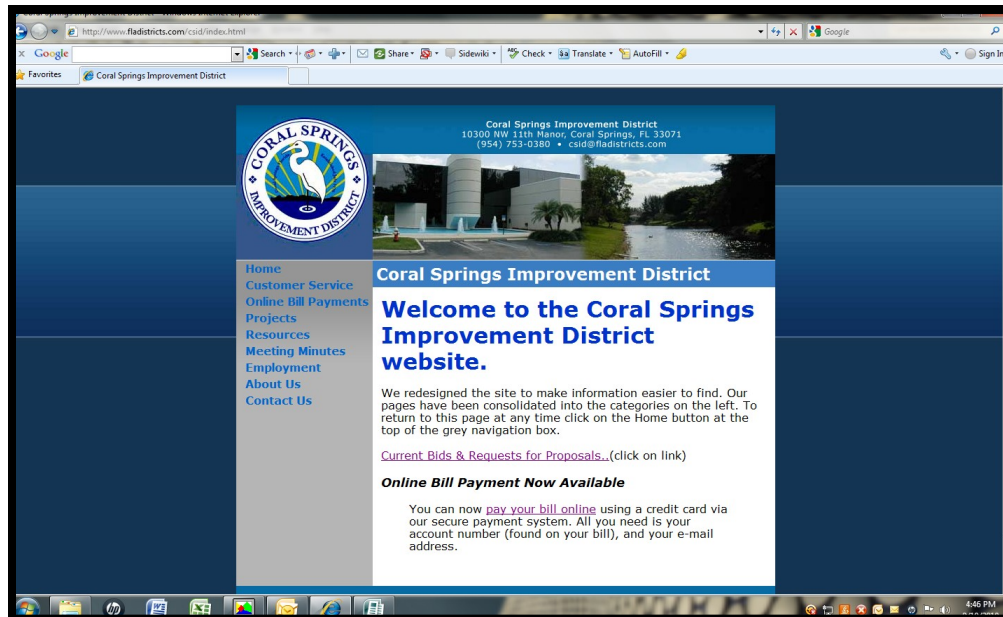 http://www.fladistricts.com/csid/index.html
Google
Google
Search
Share
Sidewiki
Check
Translate
AutoFill
Sign In
Favorites
Coral Springs Improvement District
CORAL SPRINGS
IMPROVEMENT DISTRICT
Coral Springs Improvement District
10300 NW 11th Manor, Coral Springs, FL 33071
(954) 753-0380 • csid@fladistricts.com
Home
Customer Service
Online Bill Payments
Projects
Resources
Meeting Minutes
Employment
About Us
Contact Us
Coral Springs Improvement District
Welcome to the Coral Springs
Improvement District
website.
We redesigned the site to make information easier to find. Our
pages have been consolidated into the categories on the left. To
return to this page at any time click on the Home button at the
top of the grey navigation box.
Current Bids & Requests for Proposals..(click on link)
Online Bill Payment Now Available
You can now pay your bill online using a credit card via
our secure payment system. All you need is your
account number (found on your bill), and your e-mail
address.
hp
4:46 PM